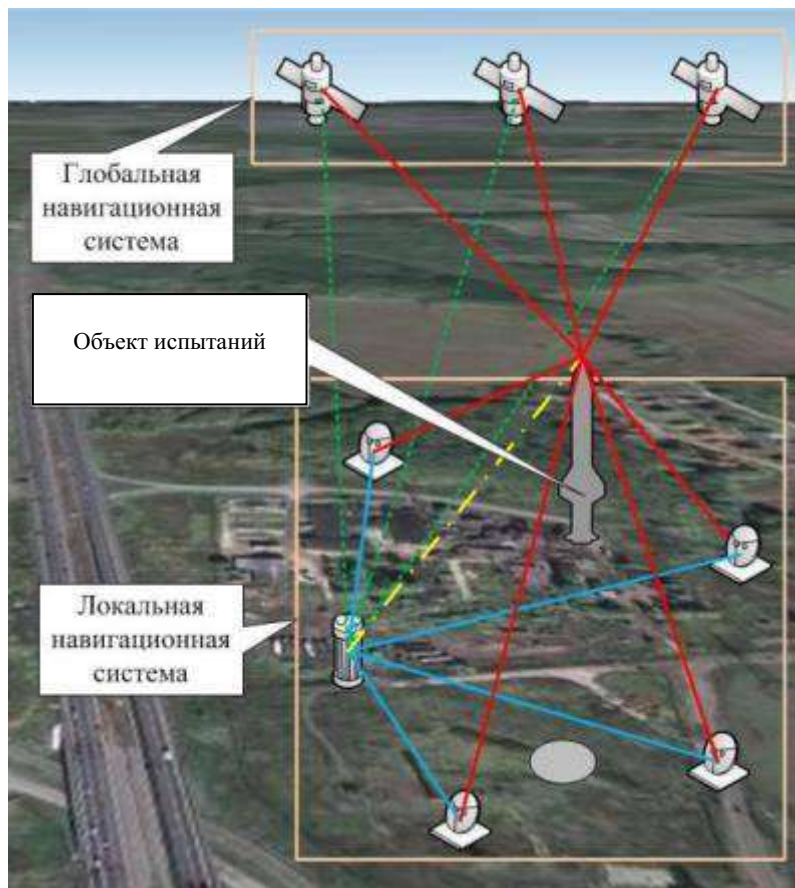 Глобальная
навигационная
система
Объект испытаний
Локальная
навигационная
система